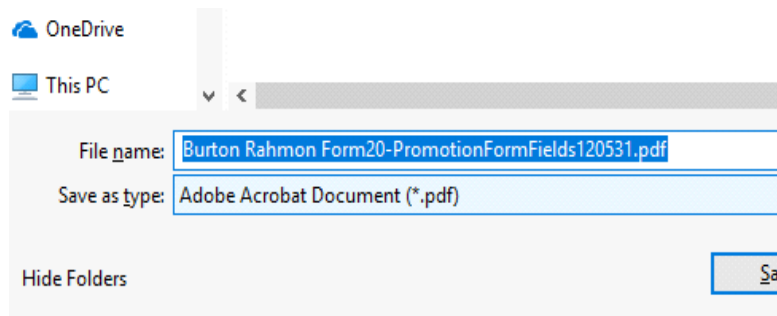 OneDrive
This PC
File name: Burton Rahmon Form20-PromotionFormFields120531.pdf
Save as type: Adobe Acrobat Document (*.pdf)
Hide Folders
Sa